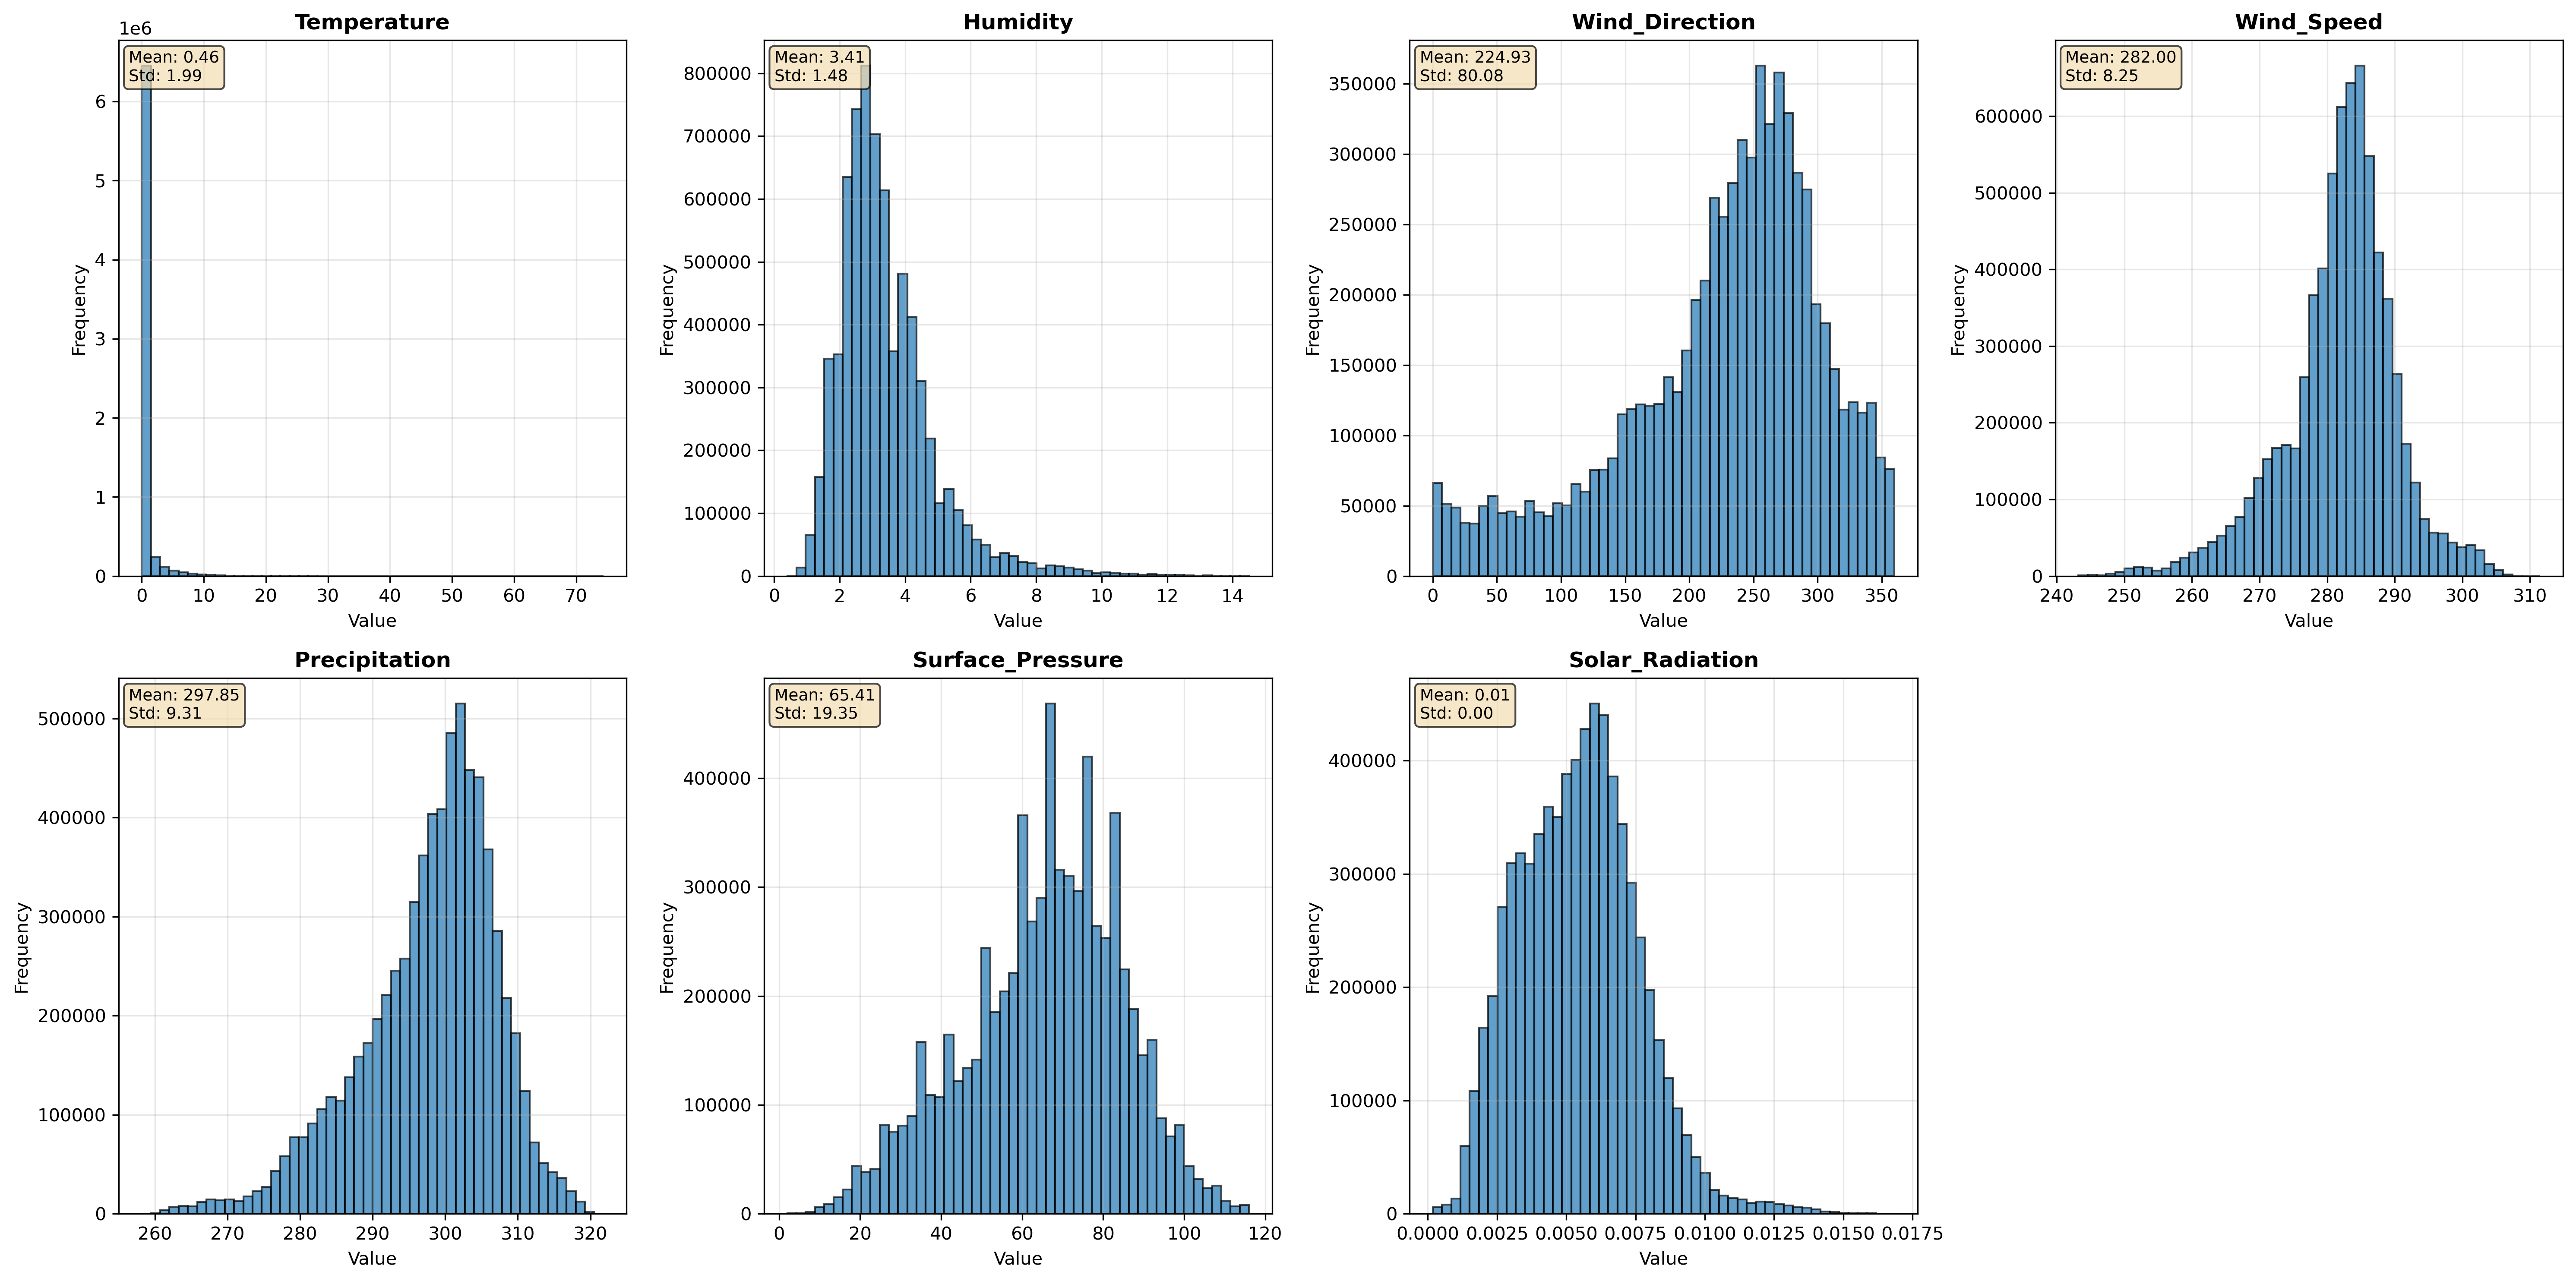 Temperature
1e6
Mean: 0.46
Std: 1.99
6
5
4
3
2
1
0
Frequency
0 10 20 30 40 50 60 70
Value
Humidity
Mean: 3.41
Std: 1.48
800000
700000
600000
500000
400000
300000
200000
100000
0
Frequency
0 2 4 6 8 10 12 14
Value
Wind_Direction
Mean: 224.93
Std: 80.08
350000
300000
250000
200000
150000
100000
50000
0
Frequency
0 50 100 150 200 250 300 350
Value
Wind_Speed
Mean: 282.00
Std: 8.25
600000
500000
400000
300000
200000
100000
0
Frequency
240 250 260 270 280 290 300 310
Value
Precipitation
Mean: 297.85
Std: 9.31
500000
400000
300000
200000
100000
0
Frequency
260 270 280 290 300 310 320
Value
Surface_Pressure
Mean: 65.41
Std: 19.35
400000
300000
200000
100000
0
Frequency
0 20 40 60 80 100 120
Value
Solar_Radiation
Mean: 0.01
Std: 0.00
400000
300000
200000
100000
0
Frequency
0.0000 0.0025 0.0050 0.0075 0.0100 0.0125 0.0150 0.0175
Value